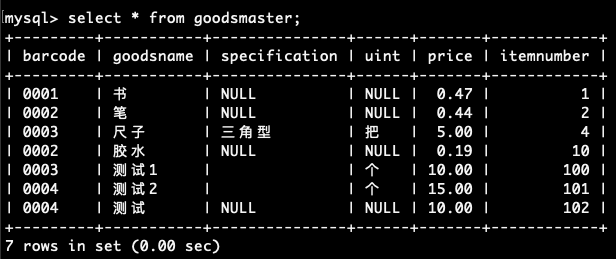 mysql> select * from goodsmaster;
+---------+-----------+---------------+------+-------+------------+
| barcode | goodsname | specification | uint | price | itemnumber |
+---------+-----------+---------------+------+-------+------------+
| 0001 | 书 | NULL | NULL | 0.47 | 1 |
| 0002 | 笔 | NULL | NULL | 0.44 | 2 |
| 0003 | 尺子 | 三角型 | 把 | 5.00 | 4 |
| 0002 | 胶水 | NULL | NULL | 0.19 | 10 |
| 0003 | 测试1 | | 个 | 10.00 | 100 |
| 0004 | 测试2 | | 个 | 15.00 | 101 |
| 0004 | 测试 | NULL | NULL | 10.00 | 102 |
+---------+-----------+---------------+------+-------+------------+
7 rows in set (0.00 sec)